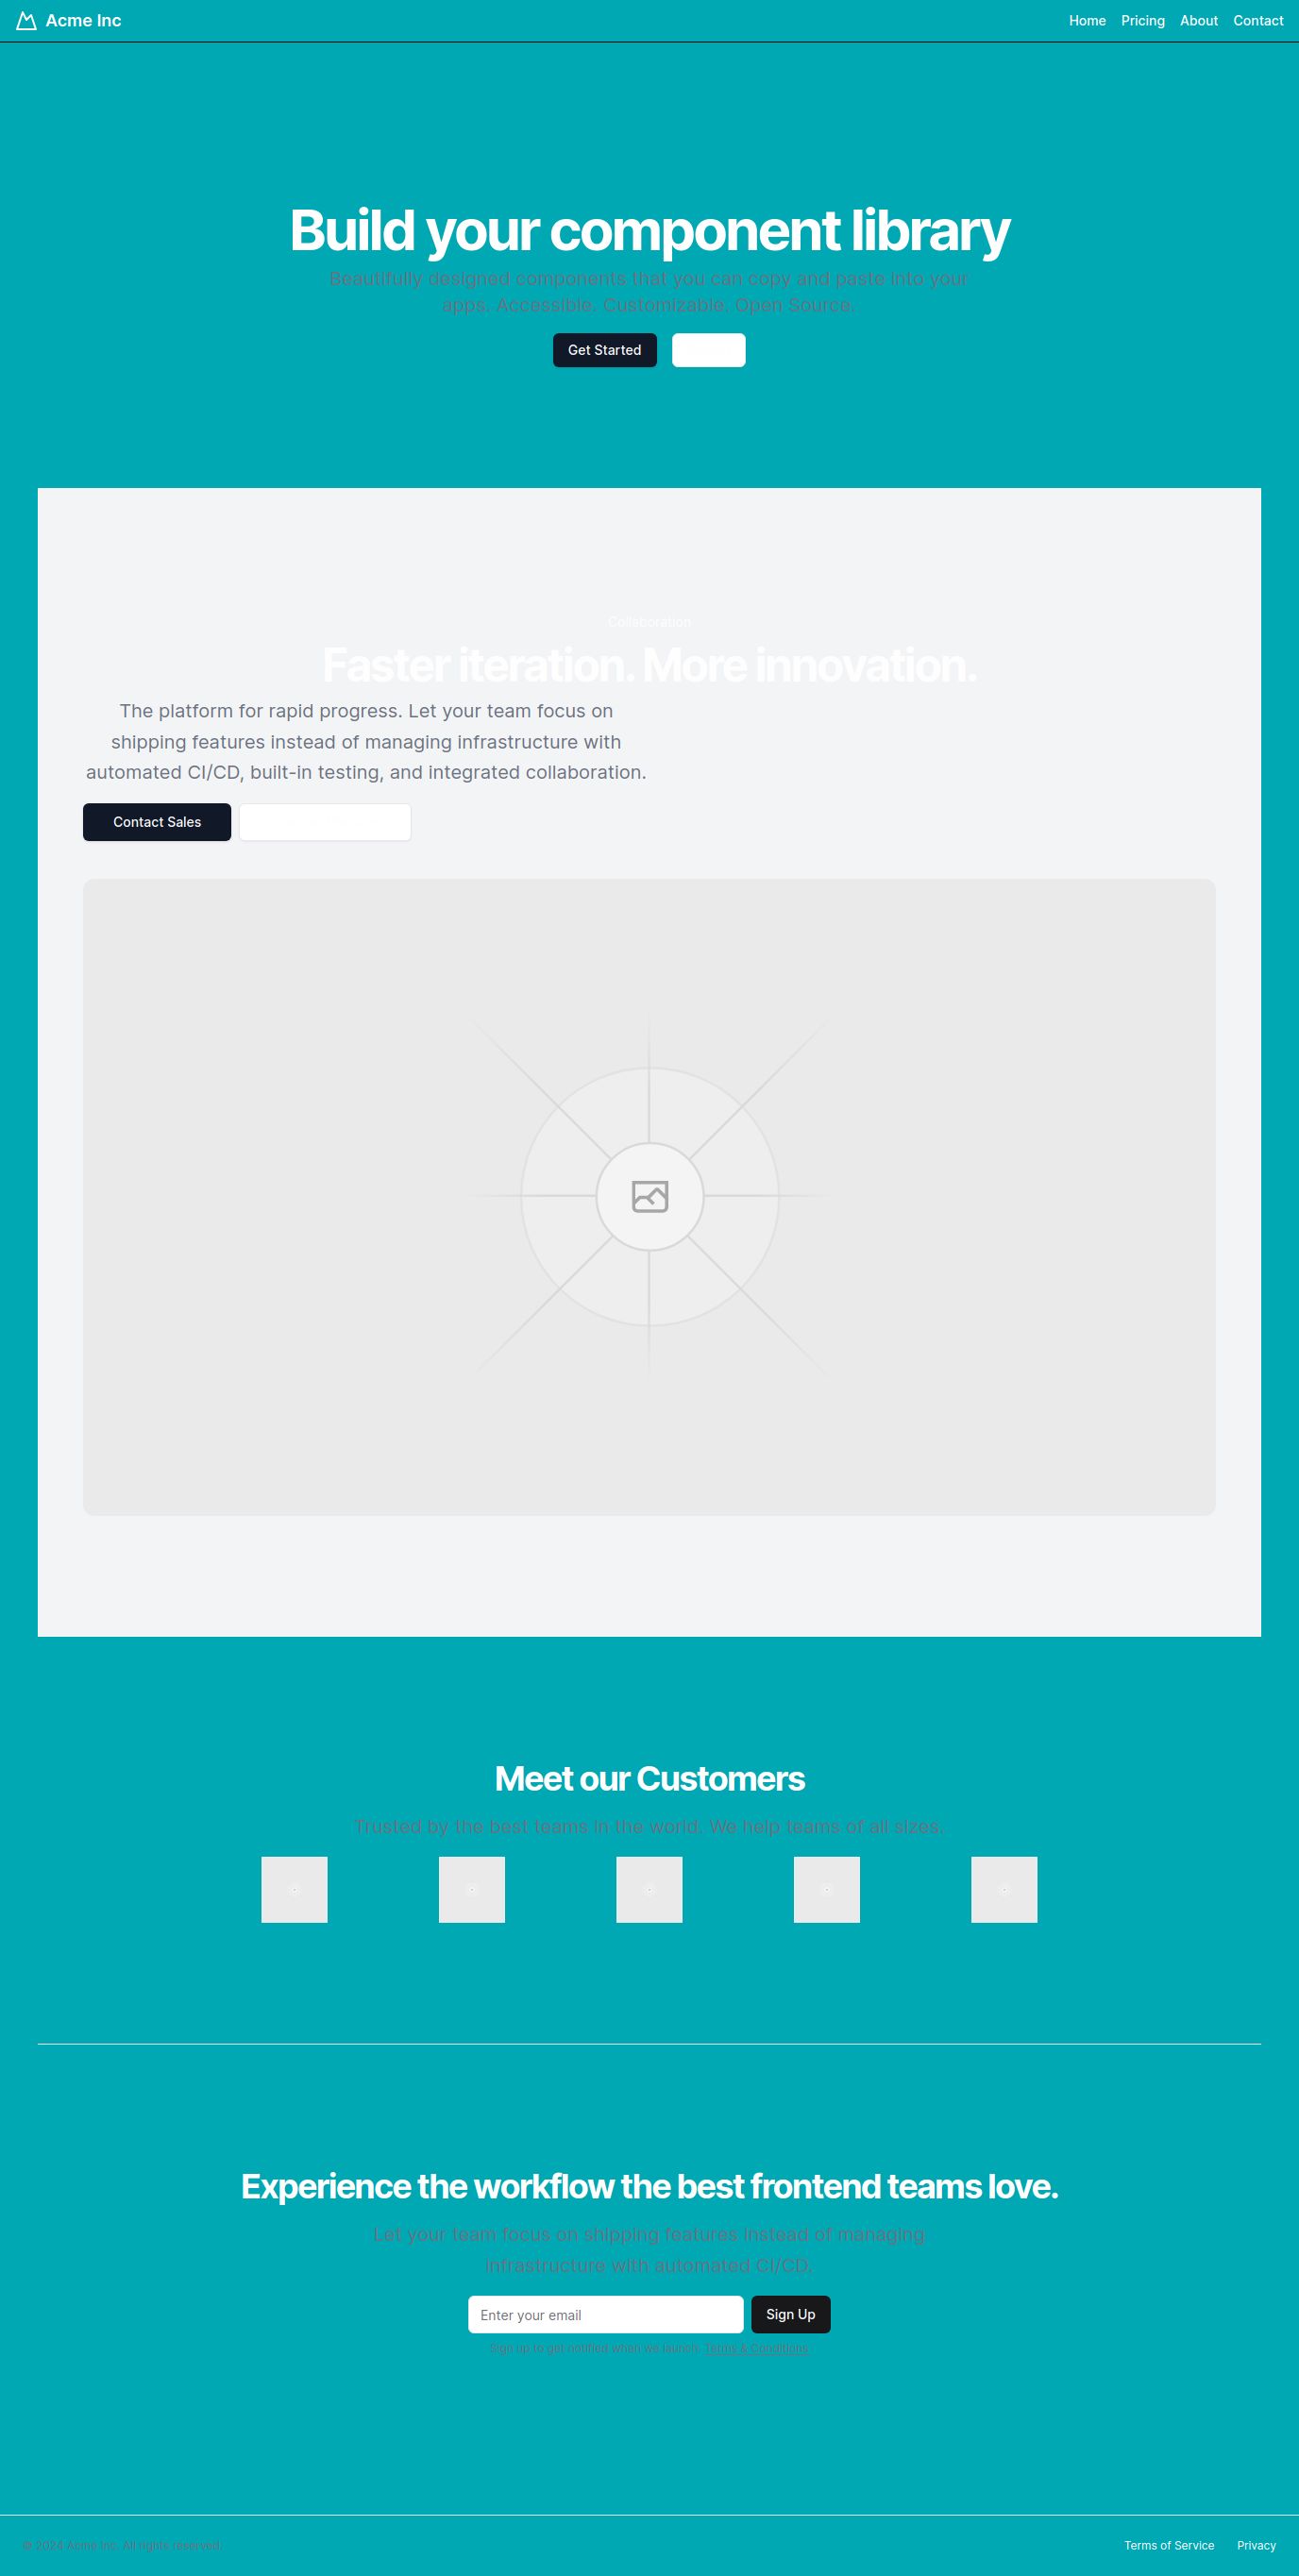 Acme Inc
Home Pricing About Contact
Build your component library
Beautifully designed components that you can copy and paste into your
apps. Accessible. Customizable. Open Source.
Get Started
Collaboration
Faster iteration. More innovation.
The platform for rapid progress. Let your team focus on
shipping features instead of managing infrastructure with
automated CI/CD, built-in testing, and integrated collaboration.
Contact Sales
Meet our Customers
Trusted by the best teams in the world. We help teams of all sizes.
Experience the workflow the best frontend teams love.
Let your team focus on shipping features instead of managing
infrastructure with automated CI/CD.
Enter your email
Sign Up
Sign up to get notified when we launch. Terms & Conditions
© 2024 Acme Inc. All rights reserved.
Terms of Service Privacy